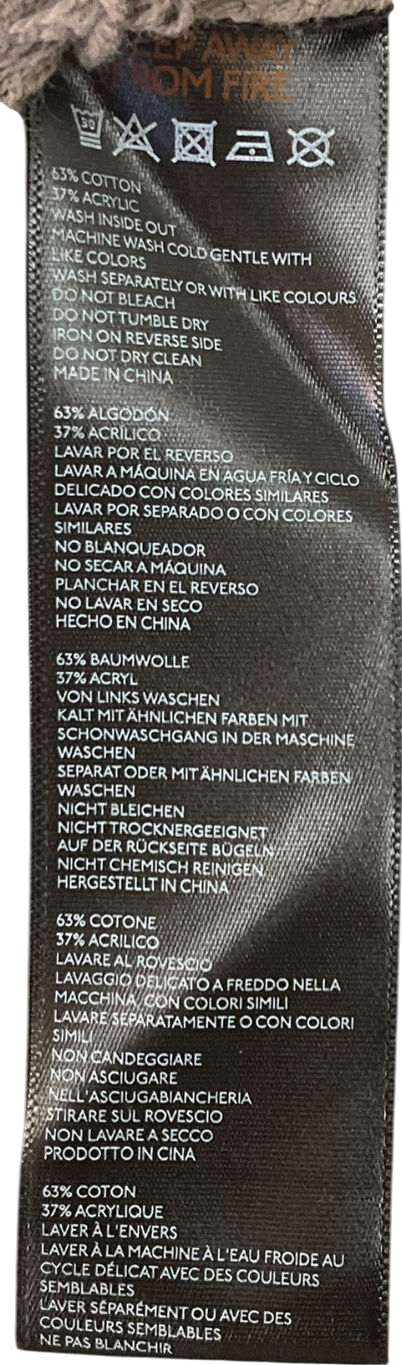 KEEP AWAY
FROM FIRE
30
63% COTTON
37% ACRYLIC
WASH INSIDE OUT
MACHINE WASH COLD GENTLE WITH
LIKE COLORS
WASH SEPARATELY OR WITH LIKE COLOURS
DO NOT BLEACH
DO NOT TUMBLE DRY
IRON ON REVERSE SIDE
DO NOT DRY CLEAN
MADE IN CHINA
63% ALGODÓN
37% ACRÍLICO
LAVAR POR EL REVERSO
LAVAR A MÁQUINA EN AGUA FRÍA Y CICLO
DELICADO CON COLORES SIMILARES
LAVAR POR SEPARADO O CON COLORES
SIMILARES
NO BLANQUEADOR
NO SECAR A MÁQUINA
PLANCHAR EN EL REVERSO
NO LAVAR EN SECO
HECHO EN CHINA
63% BAUMWOLLE
37% ACRYL
VON LINKS WASCHEN
KALT MIT ÄHNLICHEN FARBEN MIT
SCHONWASCHGANG IN DER MASCHINE
WASCHEN
SEPARAT ODER MIT ÄHNLICHEN FARBEN
WASCHEN
NICHT BLEICHEN
NICHT TROCKNERGEEIGNET
AUF DER RÜCKSEITE BÜGELN
NICHT CHEMISCH REINIGEN
HERGESTELLT IN CHINA
63% COTONE
37% ACRILICO
LAVARE AL ROVESCIO
LAVAGGIO DELICATO A FREDDO NELLA
MACCHINA, CON COLORI SIMILI
LAVARE SEPARATAMENTE O CON COLORI
SIMILI
NON CANDEGGIARE
NON ASCIUGARE
NELL'ASCIUGABIANCHERIA
STIRARE SUL ROVESCIO
NON LAVARE A SECCO
PRODOTTO IN CINA
63% COTON
37% ACRYLIQUE
LAVER À L'ENVERS
LAVER À LA MACHINE À L'EAU FROIDE AU
CYCLE DÉLICAT AVEC DES COULEURS
SEMBLABLES
LAVER SÉPARÉMENT OU AVEC DES
COULEURS SEMBLABLES
NE PAS BLANCHIR